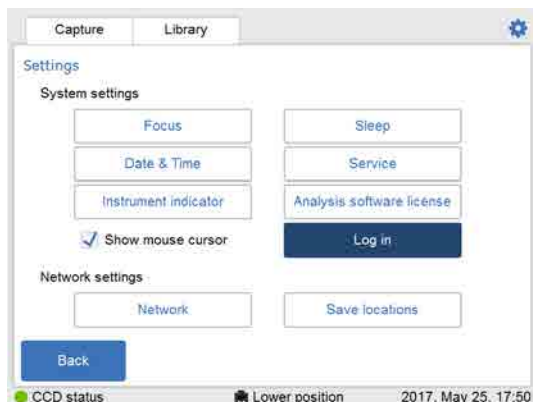 Capture Library
Settings
System settings
Focus Sleep
Date & Time Service
Instrument indicator Analysis software license
Show mouse cursor Log in
Network settings
Network Save locations
Back
CCD status Lower position 2017, May 25, 17:50